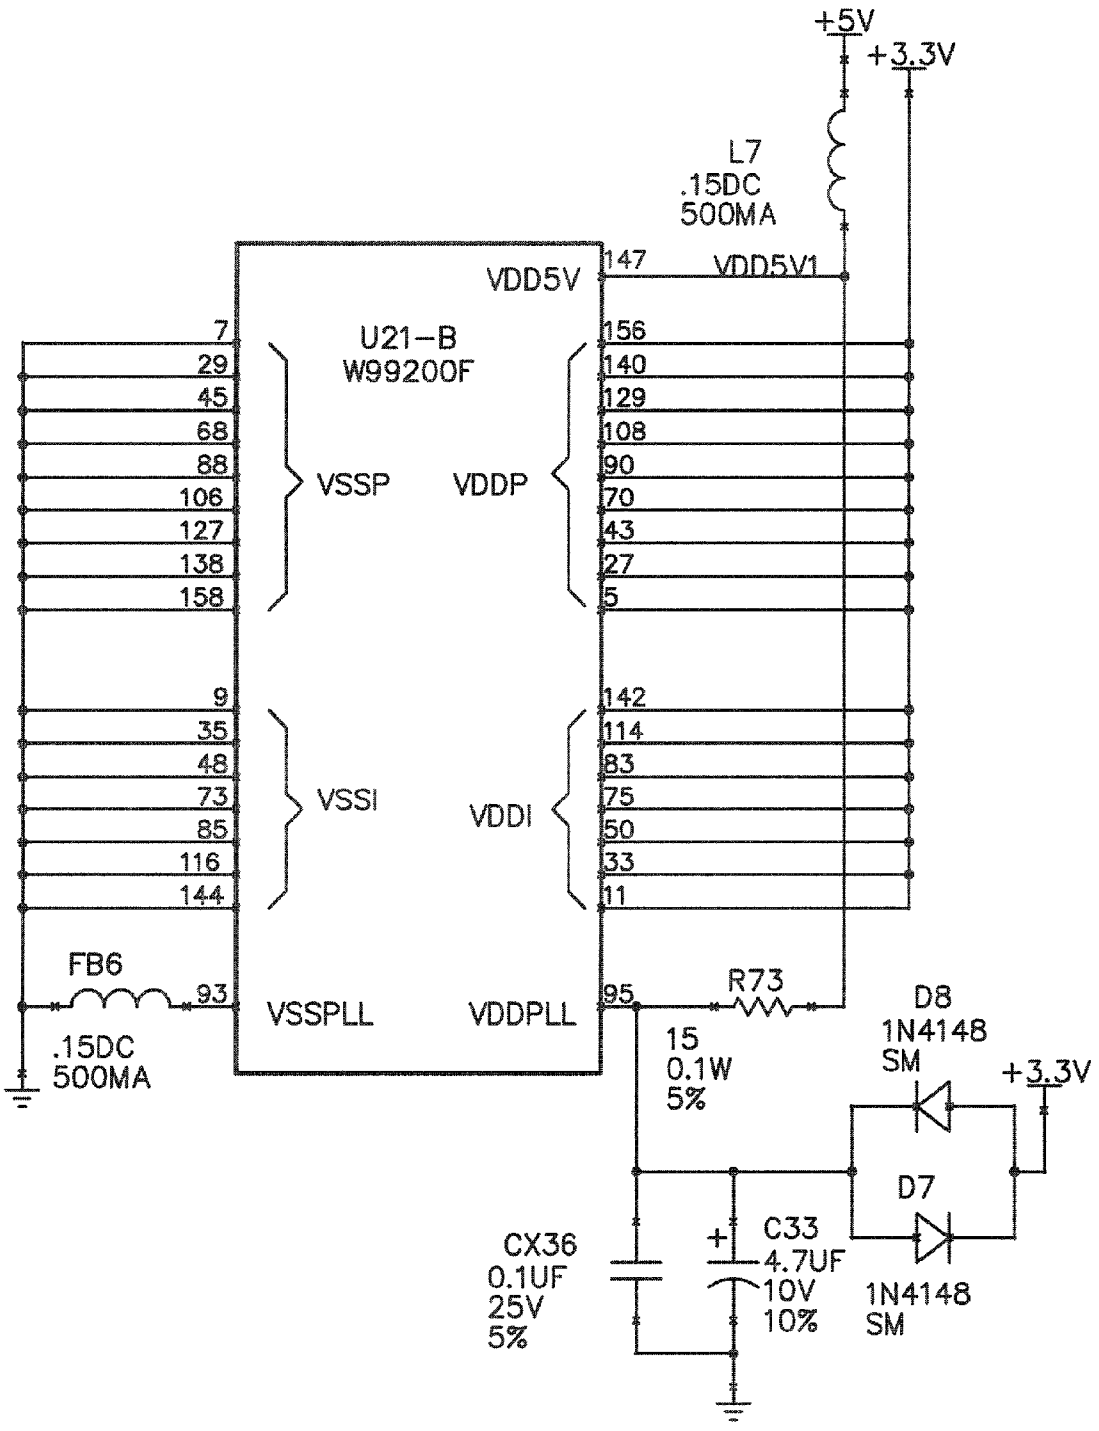 +5V
+3.3V
L7
.15DC
500MA
147
VDD5V1
VDD5V
7
U21-B
156
W99200F
29
140
45
129
68
108
88
90
VSSP
VDDP
106
70
127
43
138
27
158
5
9
142
35
114
48
83
73
75
VSSI
VDDI
85
50
116
33
144
11
FB6
93
95
R73
VSSPLL
VDDPLL
.15DC
500MA
15
0.1W
5%
D8
1N4148
SM
+3.3V
D7
1N4148
SM
CX36
0.1UF
25V
5%
+
C33
4.7UF
10V
10%